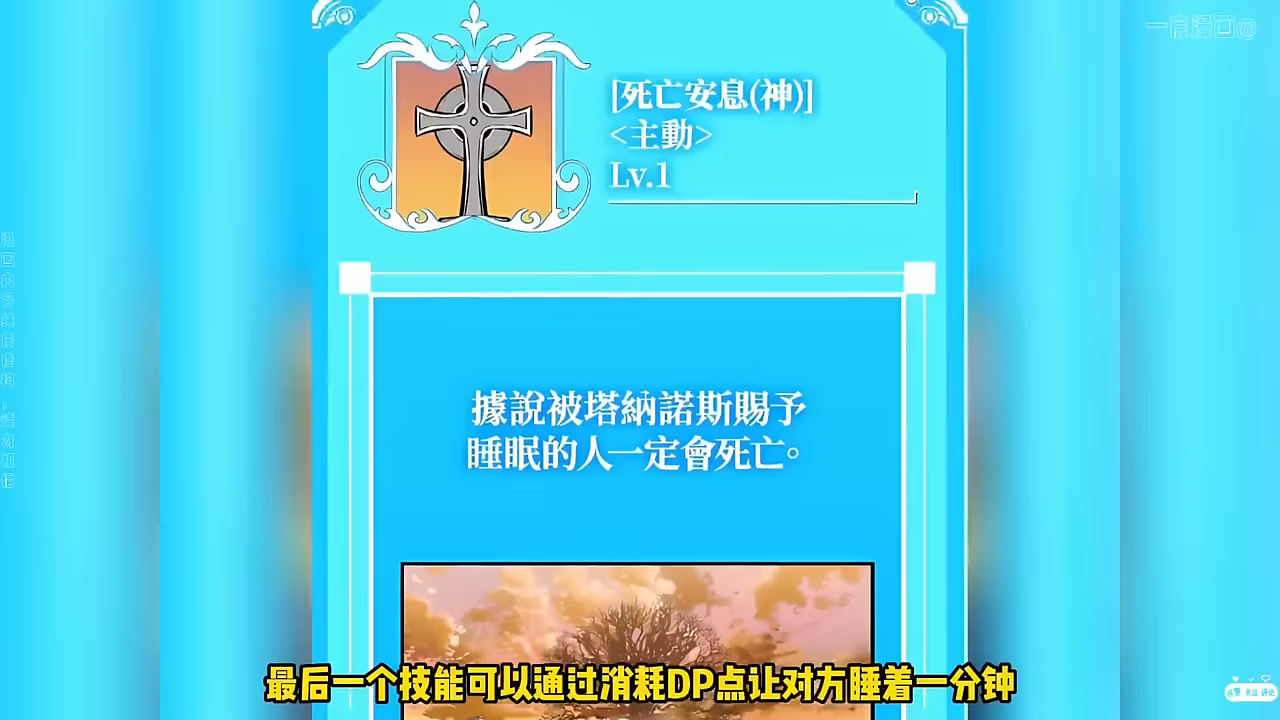 [死亡安息(神)]
<主動>
Lv.1
據說被塔納諾斯賜予
睡眠的人一定會死亡。
最后一个技能可以通过消耗DP点让对方睡着一分钟